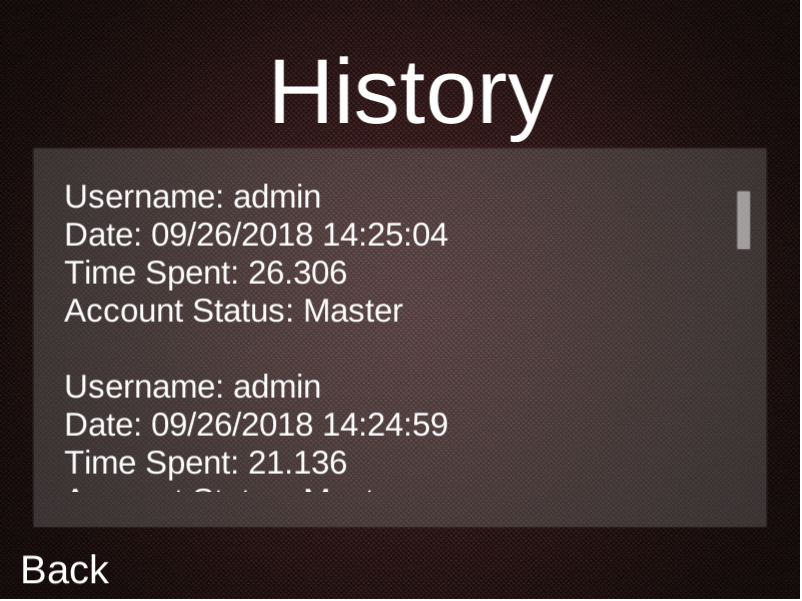 History
Username: admin
Date: 09/26/2018 14:25:04
Time Spent: 26.306
Account Status: Master
Username: admin
Date: 09/26/2018 14:24:59
Time Spent: 21.136
Back